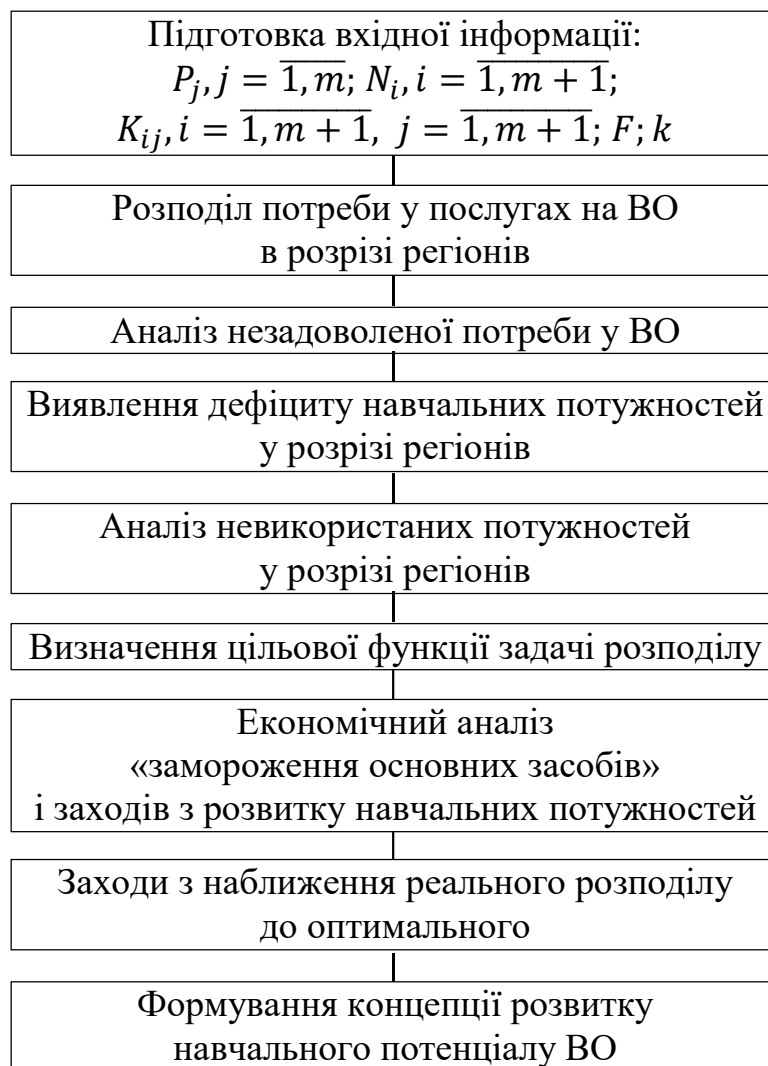 Підготовка вхідної інформації:
$P_j, j = \overline{1, m}; N_i, i = \overline{1, m + 1};$
$K_{ij}, i = \overline{1, m + 1}, \ j = \overline{1, m + 1}; F; k$
Розподіл потреби у послугах на ВО
в розрізі регіонів
Аналіз незадоволеної потреби у ВО
Виявлення дефіциту навчальних потужностей
у розрізі регіонів
Аналіз невикористаних потужностей
у розрізі регіонів
Визначення цільової функції задачі розподілу
Економічний аналіз
«замороження основних засобів»
і заходів з розвитку навчальних потужностей
Заходи з наближення реального розподілу
до оптимального
Формування концепції розвитку
навчального потенціалу ВО